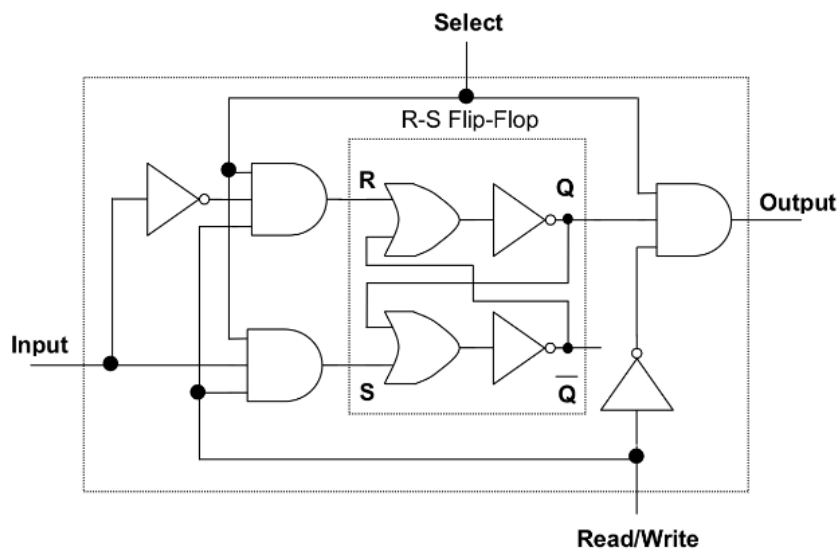 Select
R-S Flip-Flop
R
Q
Output
Input
S
Q̅
Read/Write